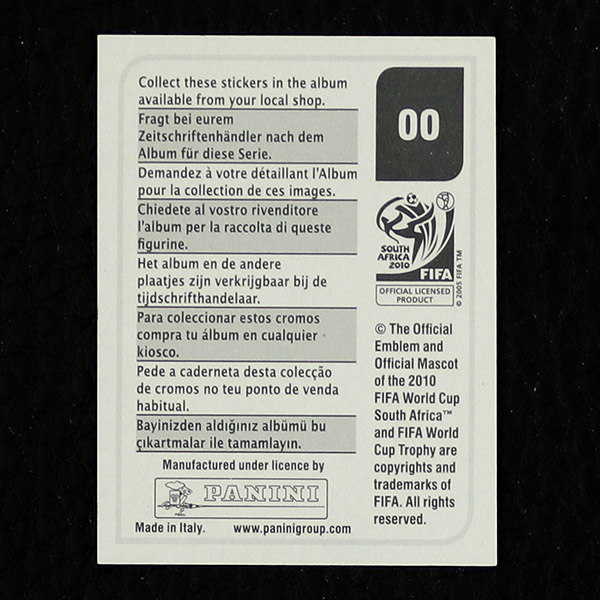 Collect these stickers in the album
available from your local shop.
Fragt bei eurem
Zeitschriftenhändler nach dem
Album für diese Serie.
Demandez à votre détaillant l'Album
pour la collection de ces images.
Chiedete al vostro rivenditore
l'album per la raccolta di queste
figurine.
Het album en de andere
plaatjes zijn verkrijgbaar bij de
tijdschrifthandelaar.
Para coleccionar estos cromos
compra tu álbum en cualquier
kiosco.
Pede a caderneta desta colecção
de cromos no teu ponto de venda
habitual.
Bayinizden aldığınız albümü bu
çıkartmalar ile tamamlayın.
Manufactured under licence by
PANINI
Made in Italy. www.paninigroup.com
00
SOUTH
AFRICA
2010
FIFA
OFFICIAL LICENSED
PRODUCT
© 2005 FIFA TM
© The Official
Emblem and
Official Mascot
of the 2010
FIFA World Cup
South Africa™
and FIFA World
Cup Trophy are
copyrights and
trademarks of
FIFA. All rights
reserved.